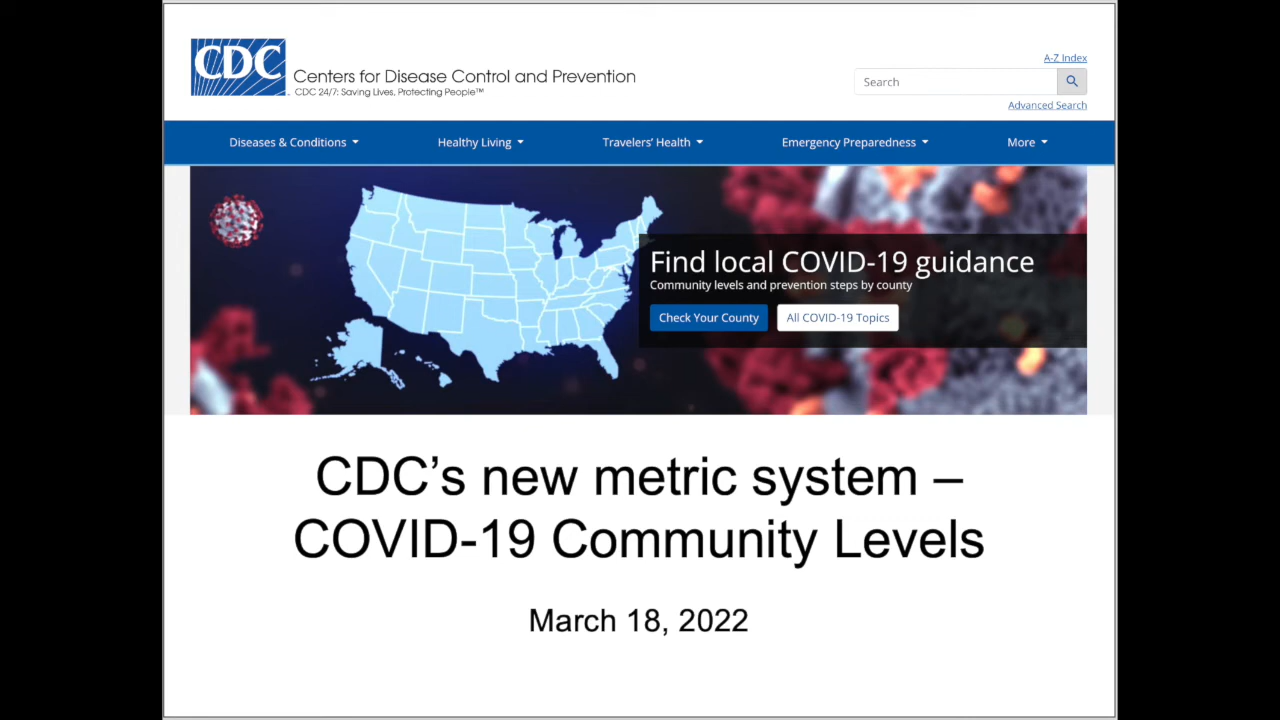 CDC
Centers for Disease Control and Prevention
CDC 24/7: Saving Lives, Protecting People™
A-Z Index
Search
Advanced Search
Diseases & Conditions
Healthy Living
Travelers' Health
Emergency Preparedness
More
Find local COVID-19 guidance
Community levels and prevention steps by county
Check Your County
All COVID-19 Topics
CDC’s new metric system –
COVID-19 Community Levels
March 18, 2022